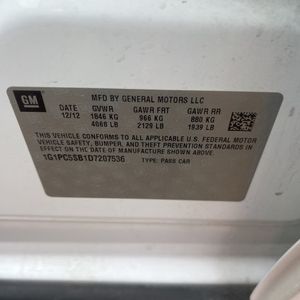 GM
MFD BY GENERAL MOTORS LLC
DATE GVWR GAWR FRT GAWR RR
12/12 1846 KG 966 KG 880 KG
4068 LB 2129 LB 1939 LB
THIS VEHICLE CONFORMS TO ALL APPLICABLE U.S. FEDERAL MOTOR
VEHICLE SAFETY, BUMPER, AND THEFT PREVENTION STANDARDS
IN EFFECT ON THE DATE OF MANUFACTURE SHOWN ABOVE.
1G1PC5SB1D7207536 TYPE: PASS CAR